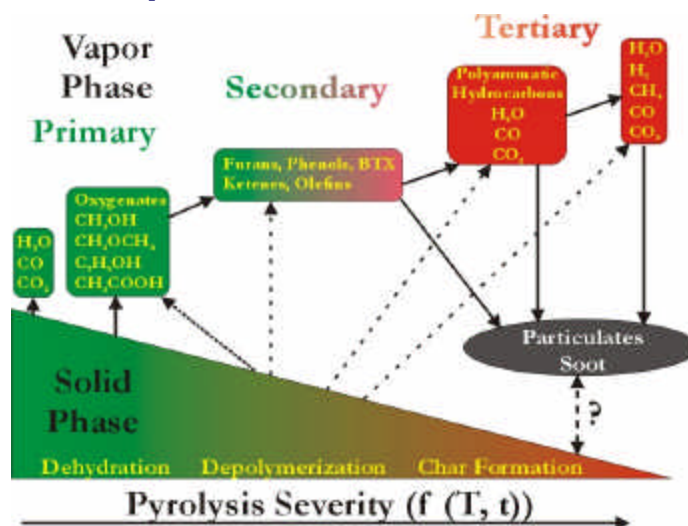 Vapor
Phase
Primary
Secondary
Tertiary
H₂O
CO
CO₂
Oxygenates
CH₃OH
CH₃OCH₃
C₂H₅OH
CH₃COOH
Furans, Phenols, BTX
Ketenes, Olefins
Polyaromatic
Hydrocarbons
H₂O
CO
CO₂
H₂O
H₂
CH₄
CO
CO₂
Particulates
Soot
?
Solid
Phase
Dehydration Depolymerization Char Formation
Pyrolysis Severity (f (T, t))